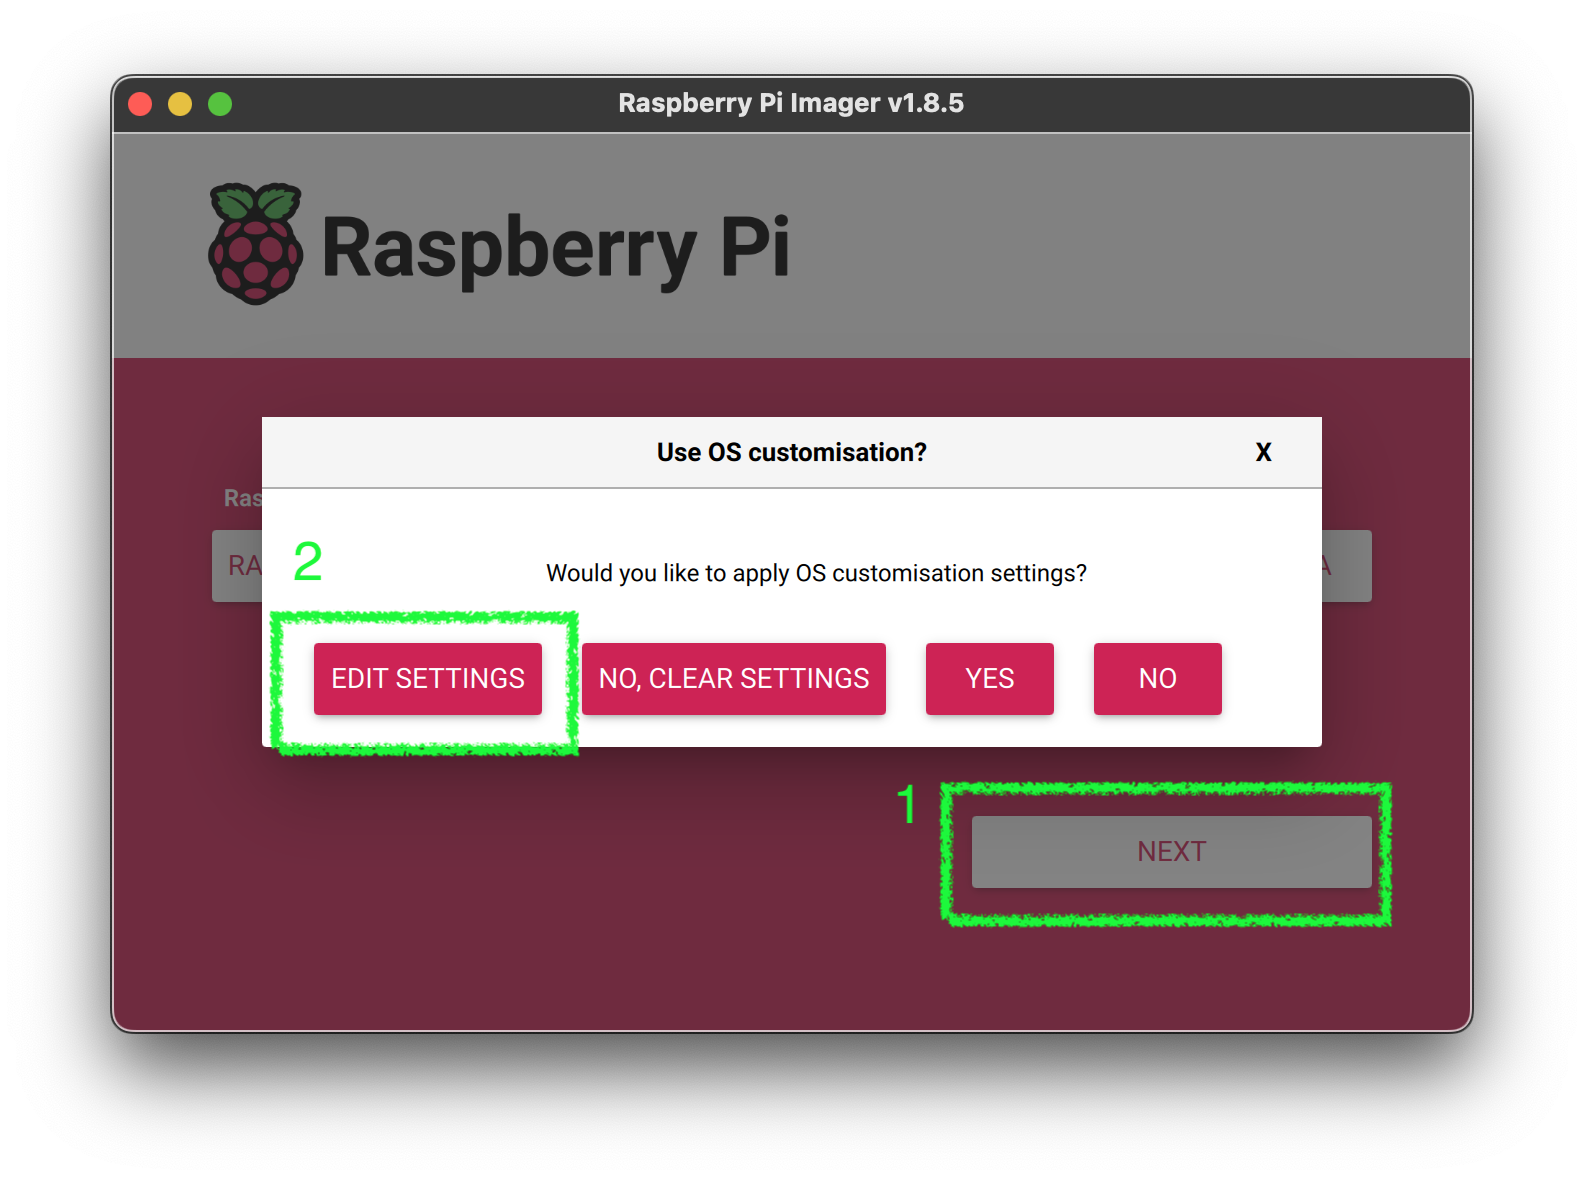 Raspberry Pi Imager v1.8.5
Raspberry Pi
Use OS customisation? X
Ras
RA A
2
Would you like to apply OS customisation settings?
EDIT SETTINGS NO, CLEAR SETTINGS YES NO
1
NEXT